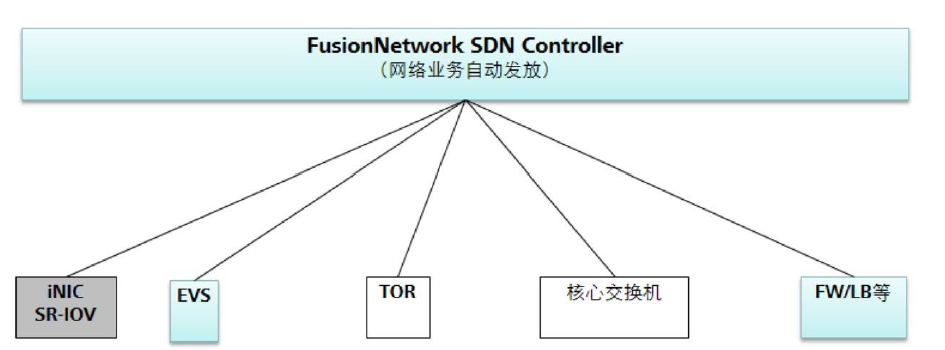 FusionNetwork SDN Controller
（网络业务自动发放）
iNIC
SR-IOV
EVS
TOR
核心交换机
FW/LB等